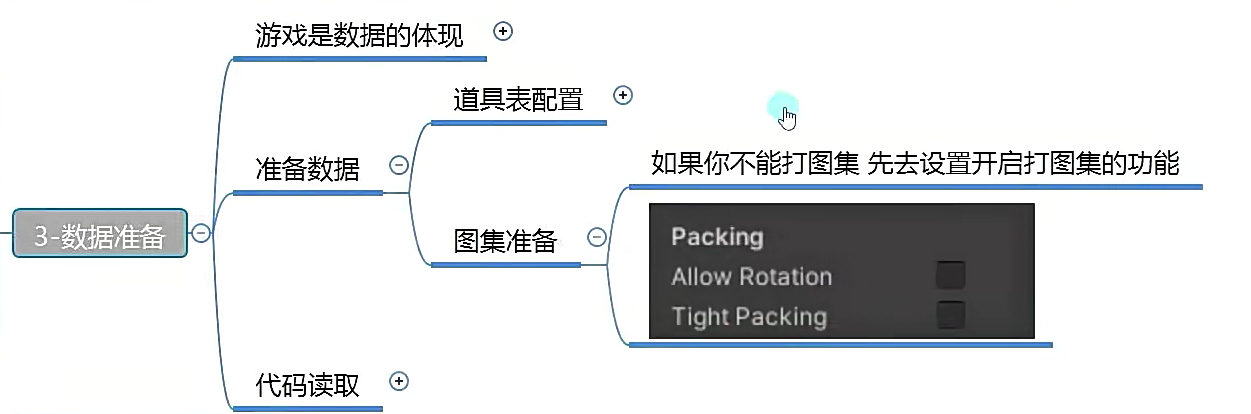 游戏是数据的体现
道具表配置
如果你不能打图集 先去设置开启打图集的功能
准备数据
3-数据准备
图集准备
Packing
Allow Rotation
Tight Packing
代码读取